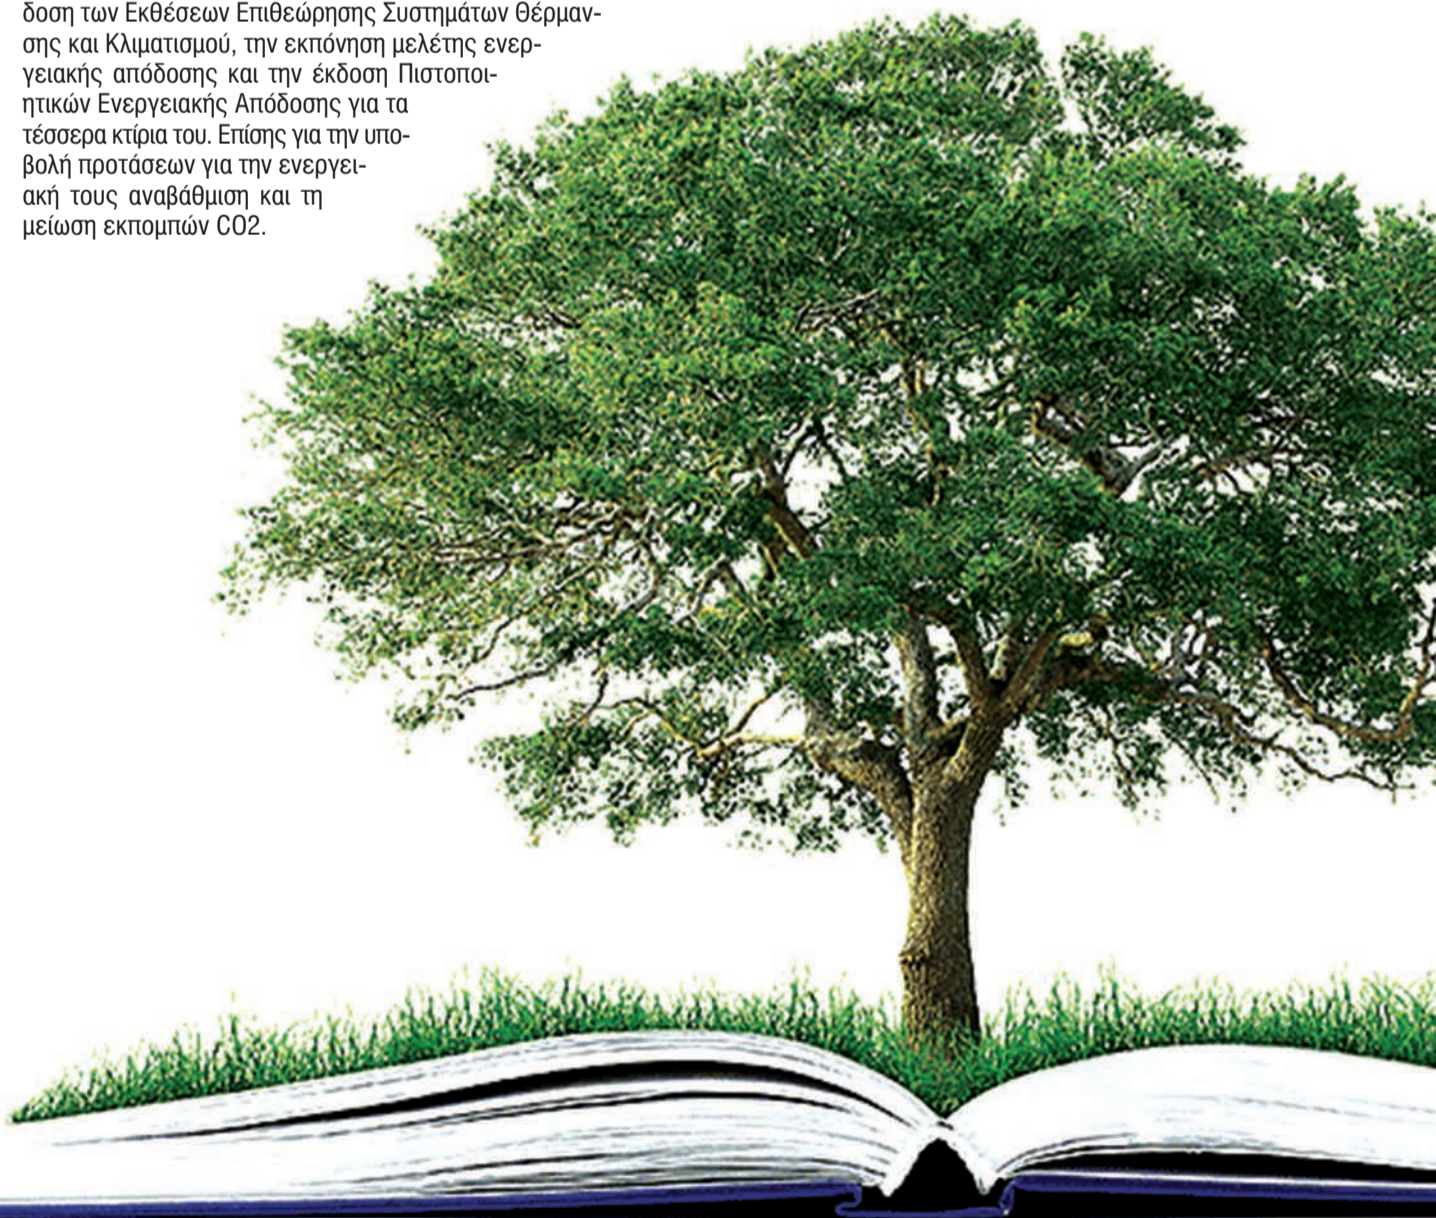 δοση των Εκθέσεων Επιθεώρησης Συστημάτων Θέρμαν-
σης και Κλιματισμού, την εκπόνηση μελέτης ενερ-
γειακής απόδοσης και την έκδοση Πιστοποι-
ητικών Ενεργειακής Απόδοσης για τα
τέσσερα κτίρια του. Επίσης για την υπο-
βολή προτάσεων για την ενεργει-
ακή τους αναβάθμιση και τη
μείωση εκπομπών CO2.